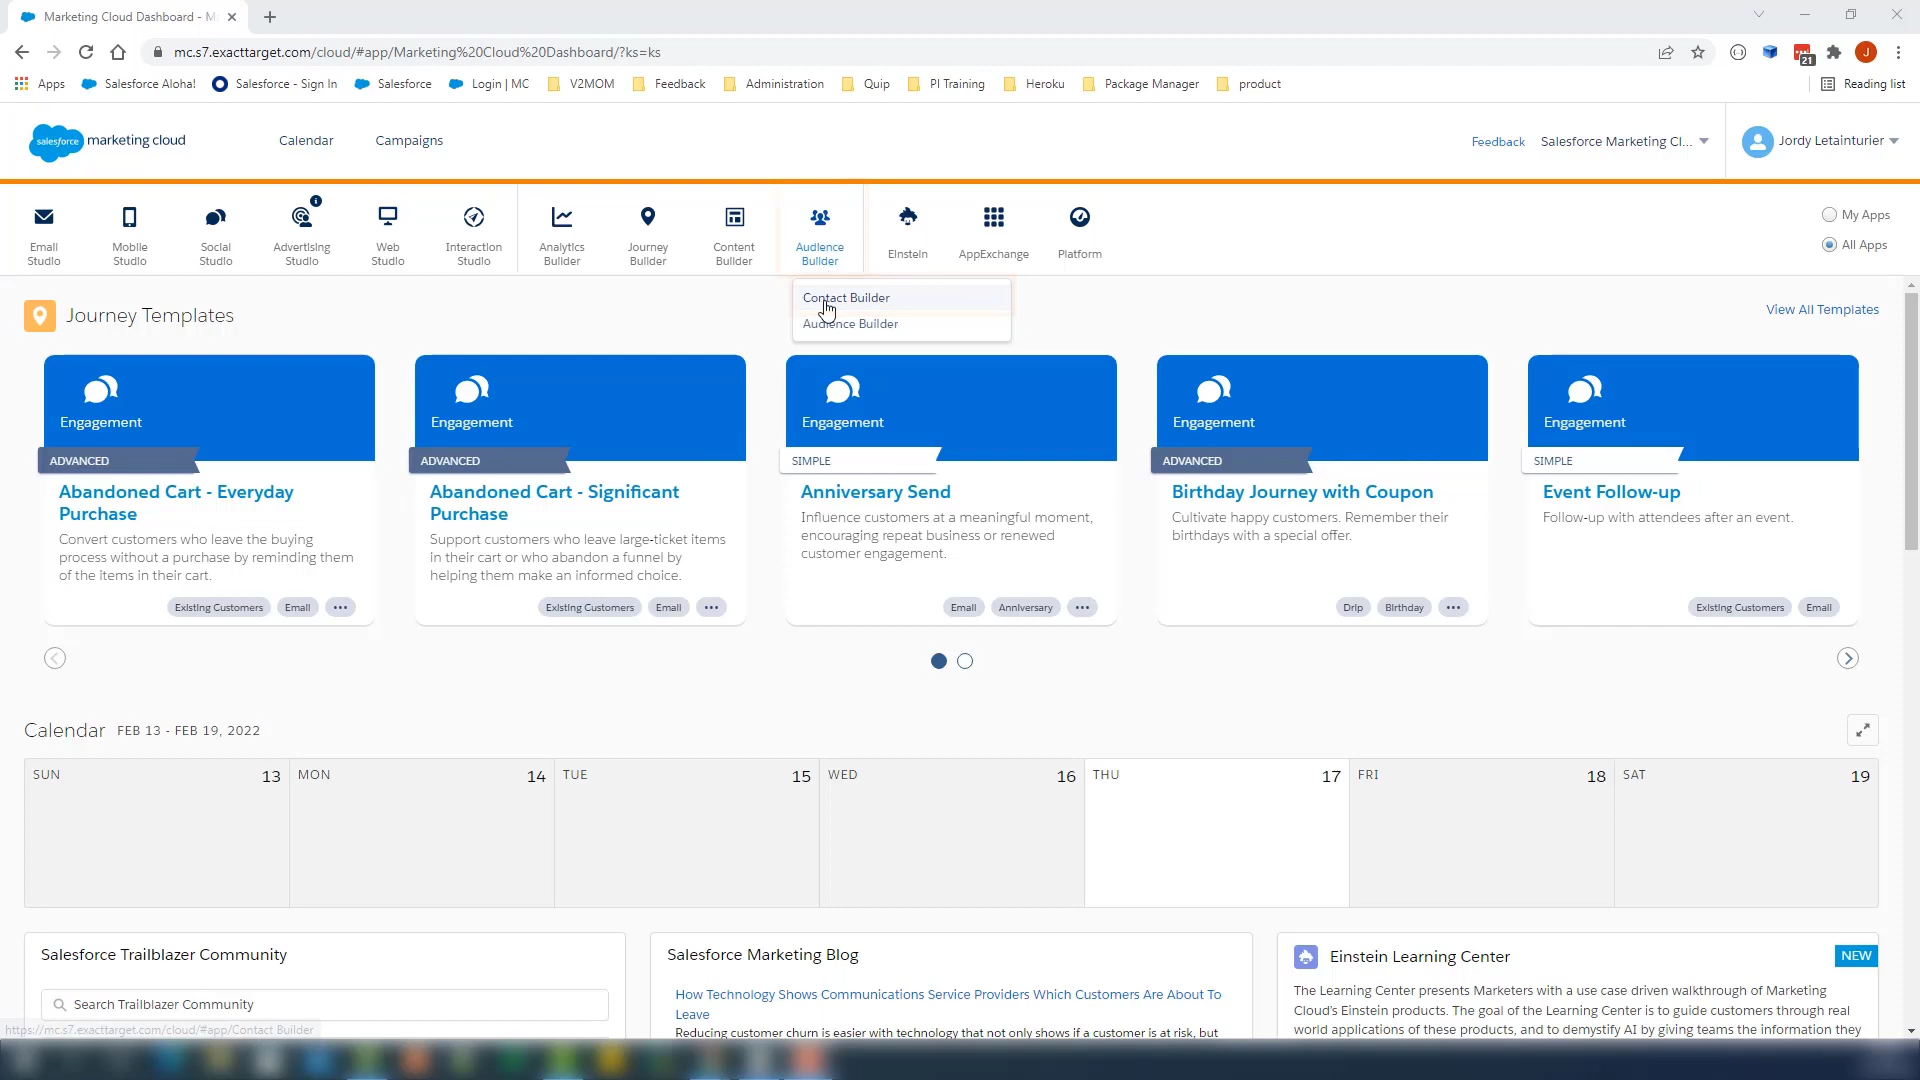 Marketing Cloud Dashboard - M
mc.s7.exacttarget.com/cloud/#app/Marketing%20Cloud%20Dashboard/?ks=ks
21
J
Apps
Salesforce Aloha!
Salesforce - Sign In
Salesforce
Login | MC
V2MOM
Feedback
Administration
Quip
PI Training
Heroku
Package Manager
product
Reading list
salesforce
marketing cloud
Calendar
Campaigns
Feedback
Salesforce Marketing Cl...
Jordy Letainturier
Email
Studio
Mobile
Studio
Social
Studio
Advertising
Studio
Web
Studio
Interaction
Studio
Analytics
Builder
Journey
Builder
Content
Builder
Audience
Builder
Einstein
AppExchange
Platform
My Apps
All Apps
Contact Builder
Audience Builder
Journey Templates
View All Templates
Engagement
ADVANCED
Abandoned Cart - Everyday
Purchase
Convert customers who leave the buying
process without a purchase by reminding them
of the items in their cart.
Existing Customers
Email
•••
Engagement
ADVANCED
Abandoned Cart - Significant
Purchase
Support customers who leave large-ticket items
in their cart or who abandon a funnel by
helping them make an informed choice.
Existing Customers
Email
•••
Engagement
SIMPLE
Anniversary Send
Influence customers at a meaningful moment,
encouraging repeat business or renewed
customer engagement.
Email
Anniversary
•••
Engagement
ADVANCED
Birthday Journey with Coupon
Cultivate happy customers. Remember their
birthdays with a special offer.
Drip
Birthday
•••
Engagement
SIMPLE
Event Follow-up
Follow-up with attendees after an event.
Existing Customers
Email
Calendar FEB 13 - FEB 19, 2022
SUN 13
MON 14
TUE 15
WED 16
THU 17
FRI 18
SAT 19
Salesforce Trailblazer Community
Search Trailblazer Community
https://mc.s7.exacttarget.com/cloud/#app/Contact Builder
Salesforce Marketing Blog
How Technology Shows Communications Service Providers Which Customers Are About To
Leave
Reducing customer churn is easier with technology that not only shows if a customer is at risk, but
Einstein Learning Center
NEW
The Learning Center presents Marketers with a use case driven walkthrough of Marketing
Cloud's Einstein products. The goal of the Learning Center is to guide customers through real
world applications of these products, and to demystify AI by giving teams the information they